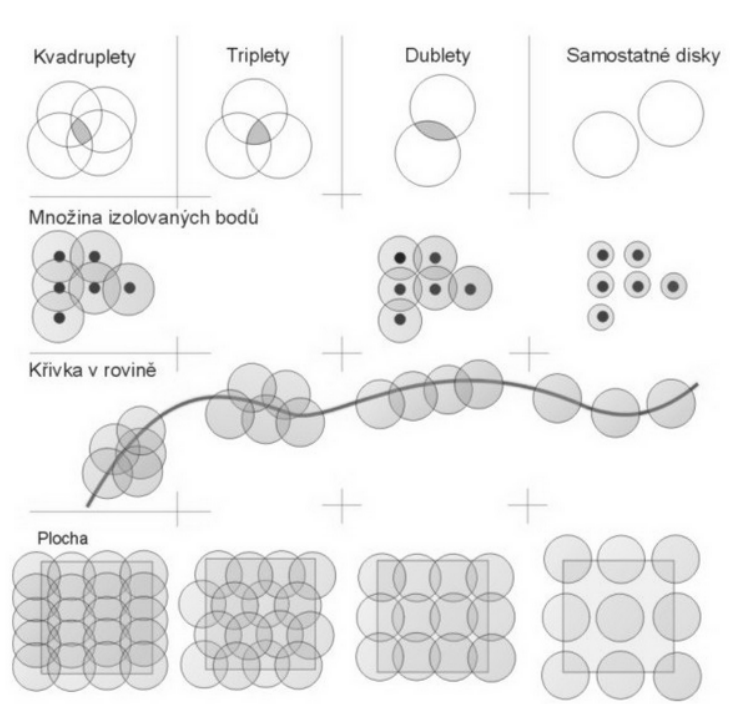 Kvadruplety
Triplety
Dublety
Samostatné disky
Množina izolovaných bodů
Křivka v rovině
Plocha